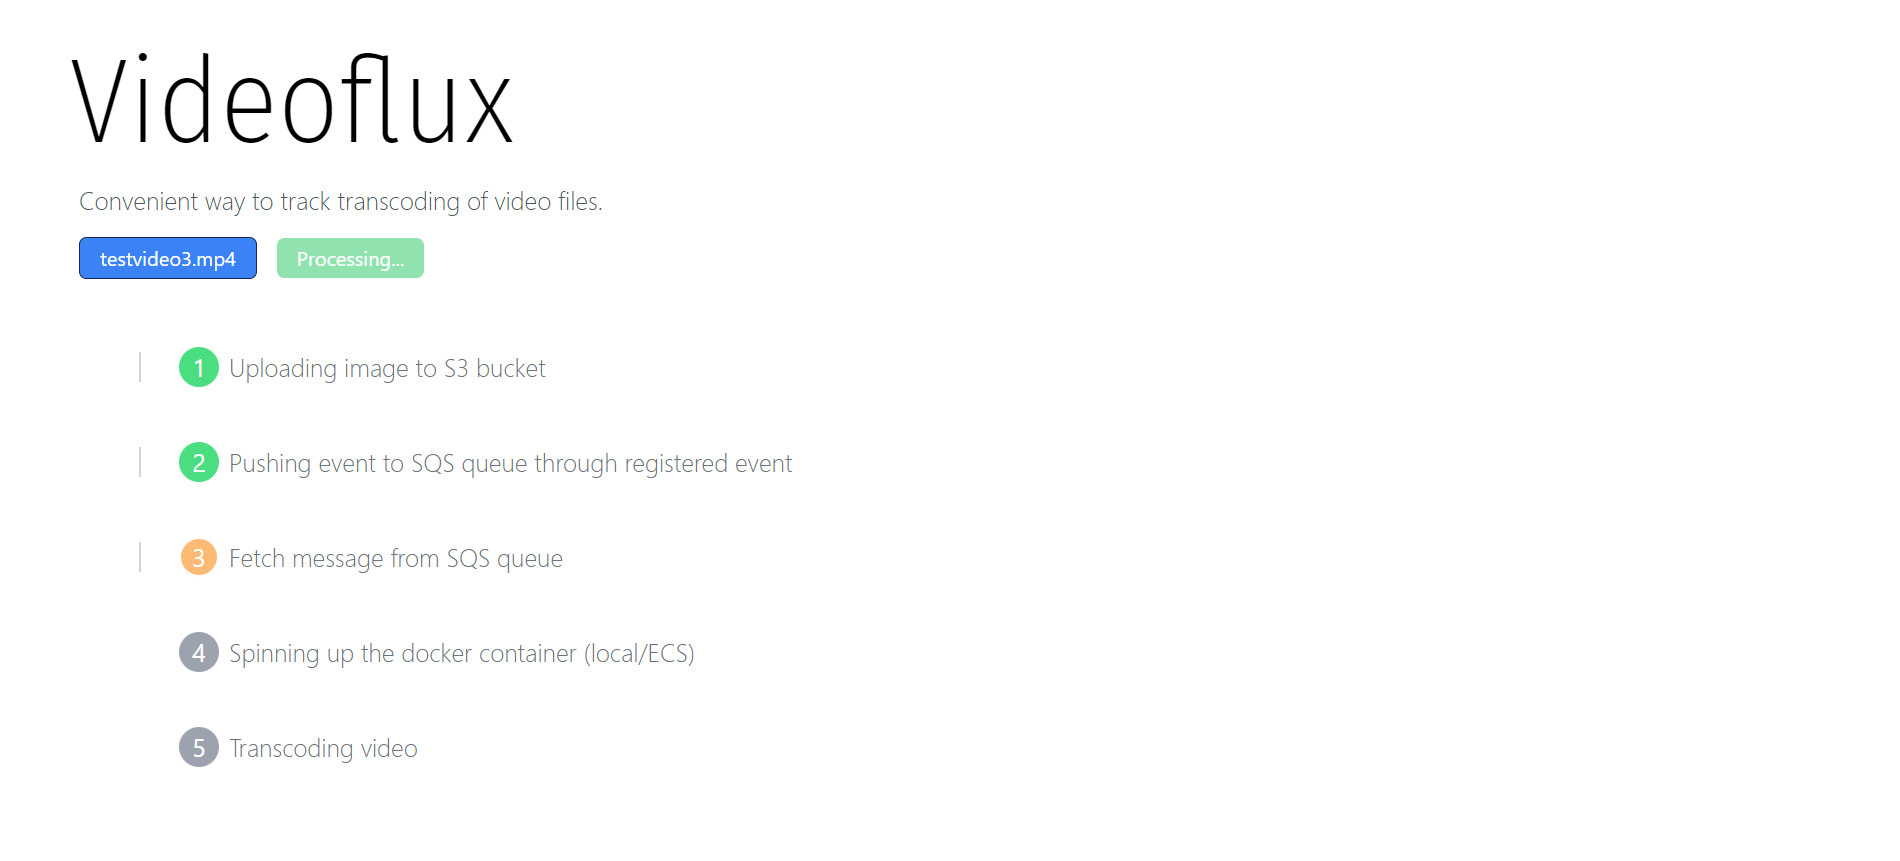 Videoflux
Convenient way to track transcoding of video files.
testvideo3.mp4 Processing...
1 Uploading image to S3 bucket
2 Pushing event to SQS queue through registered event
3 Fetch message from SQS queue
4 Spinning up the docker container (local/ECS)
5 Transcoding video